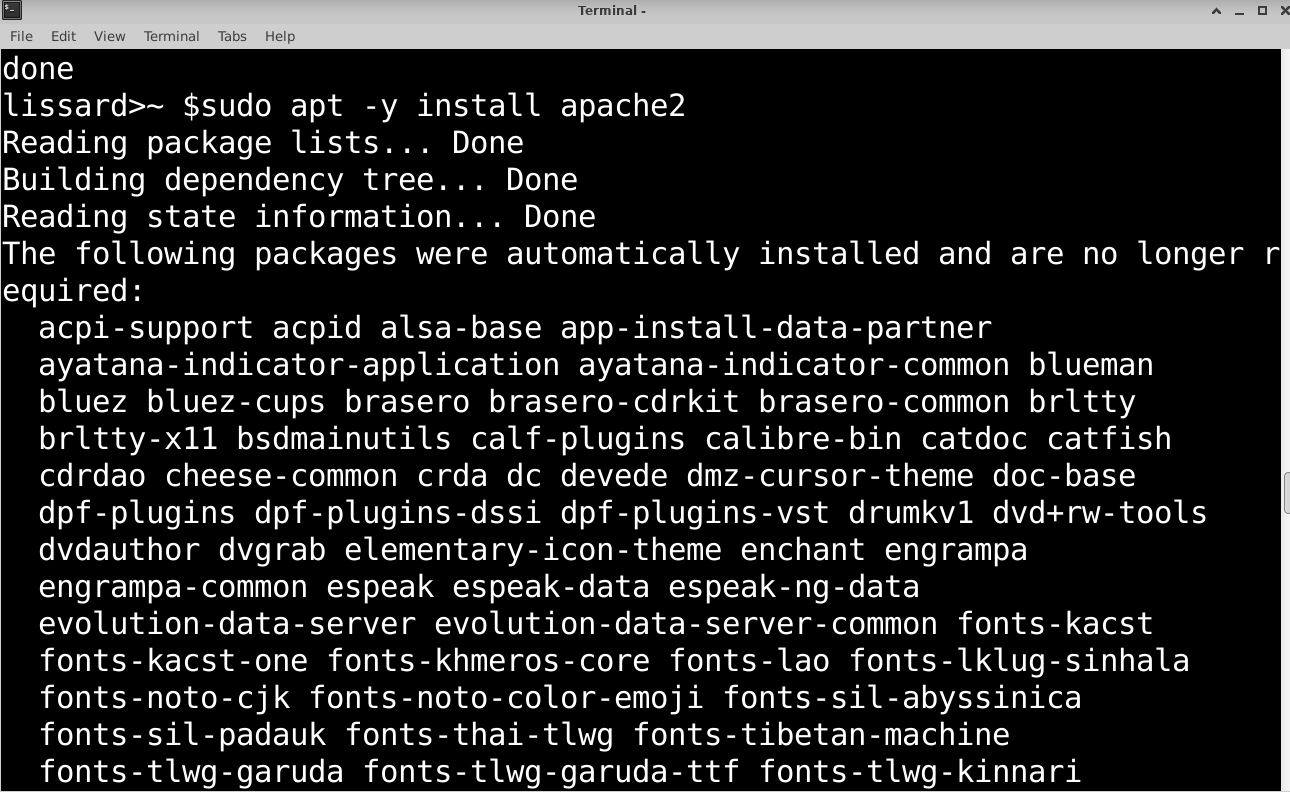 Terminal -
File Edit View Terminal Tabs Help
done
lissard>~ $sudo apt -y install apache2
Reading package lists... Done
Building dependency tree... Done
Reading state information... Done
The following packages were automatically installed and are no longer r
equired:
acpi-support acpid alsa-base app-install-data-partner
ayatana-indicator-application ayatana-indicator-common blueman
bluez bluez-cups brasero brasero-cdrkit brasero-common brltty
brltty-x11 bsdmainutils calf-plugins calibre-bin catdoc catfish
cdrdao cheese-common crda dc devede dmz-cursor-theme doc-base
dpf-plugins dpf-plugins-dssi dpf-plugins-vst drumkv1 dvd+rw-tools
dvdauthor dvgrab elementary-icon-theme enchant engrampa
engrampa-common espeak espeak-data espeak-ng-data
evolution-data-server evolution-data-server-common fonts-kacst
fonts-kacst-one fonts-khmeros-core fonts-lao fonts-lklug-sinhala
fonts-noto-cjk fonts-noto-color-emoji fonts-sil-abyssinica
fonts-sil-padauk fonts-thai-tlwg fonts-tibetan-machine
fonts-tlwg-garuda fonts-tlwg-garuda-ttf fonts-tlwg-kinnari